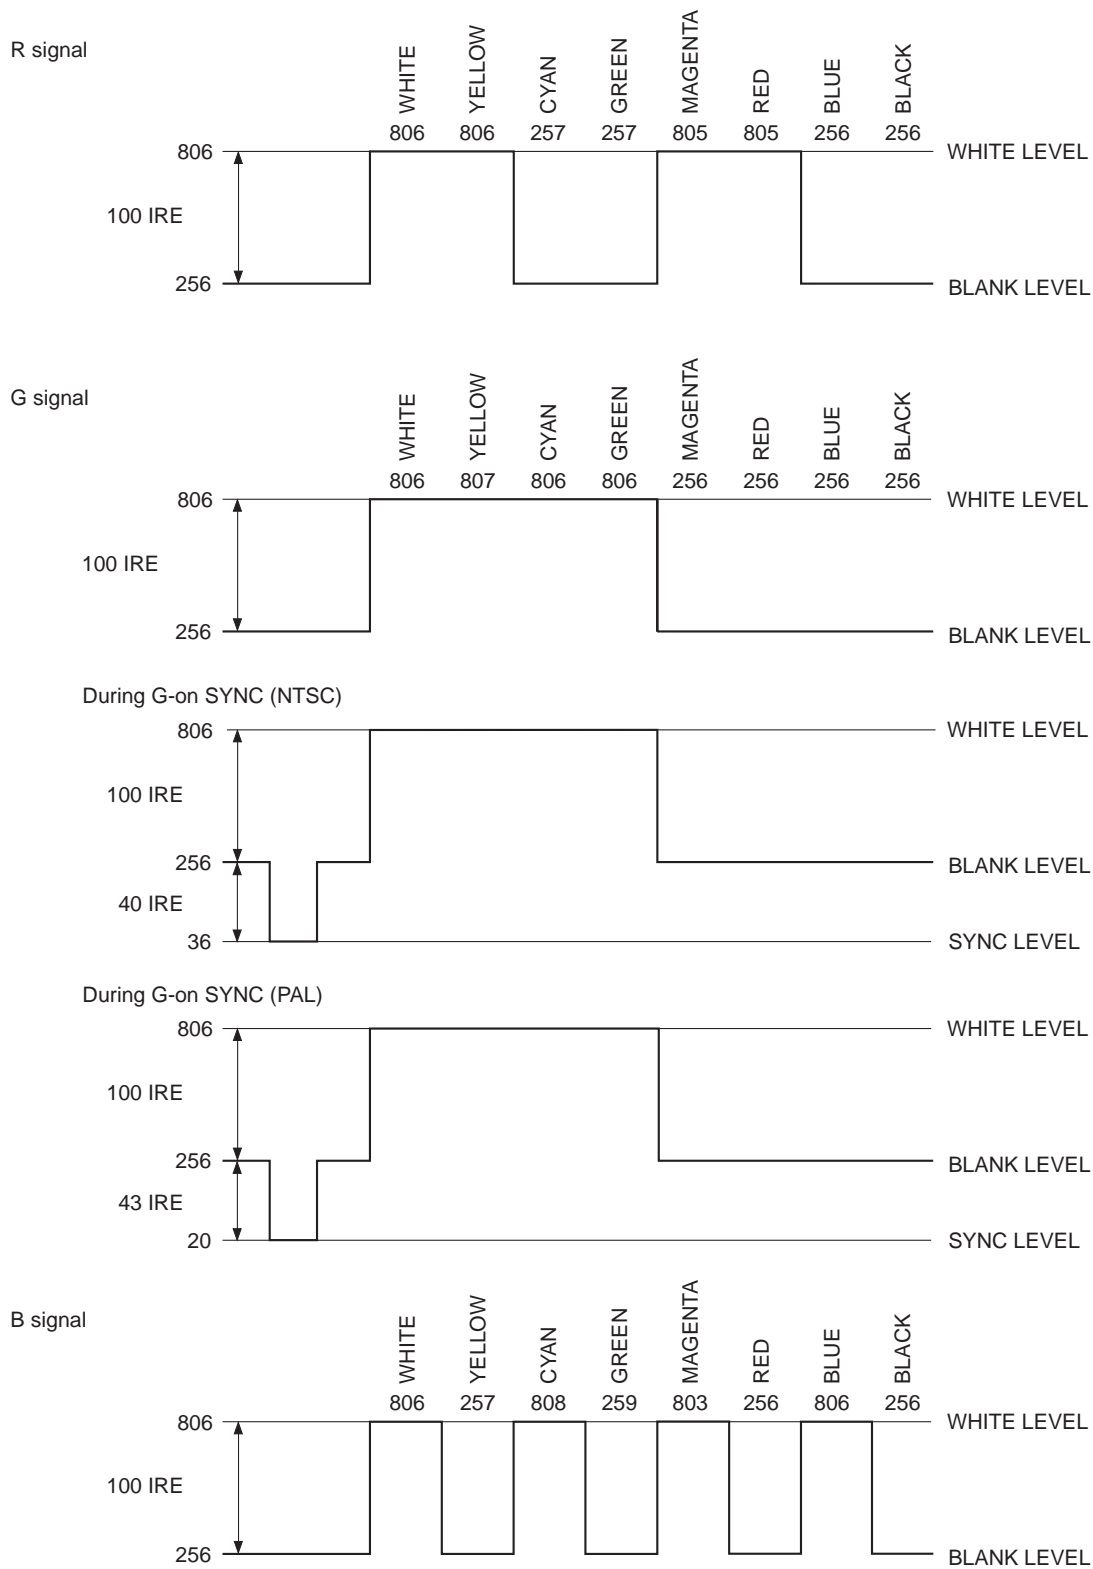 R signal
WHITE YELLOW CYAN GREEN MAGENTA RED BLUE BLACK
806 806 257 257 805 805 256 256
806 WHITE LEVEL
100 IRE
256 BLANK LEVEL
G signal
WHITE YELLOW CYAN GREEN MAGENTA RED BLUE BLACK
806 807 806 806 256 256 256 256
806 WHITE LEVEL
100 IRE
256 BLANK LEVEL
During G-on SYNC (NTSC)
806 WHITE LEVEL
100 IRE
256 BLANK LEVEL
40 IRE
36 SYNC LEVEL
During G-on SYNC (PAL)
806 WHITE LEVEL
100 IRE
256 BLANK LEVEL
43 IRE
20 SYNC LEVEL
B signal
WHITE YELLOW CYAN GREEN MAGENTA RED BLUE BLACK
806 257 808 259 803 256 806 256
806 WHITE LEVEL
100 IRE
256 BLANK LEVEL